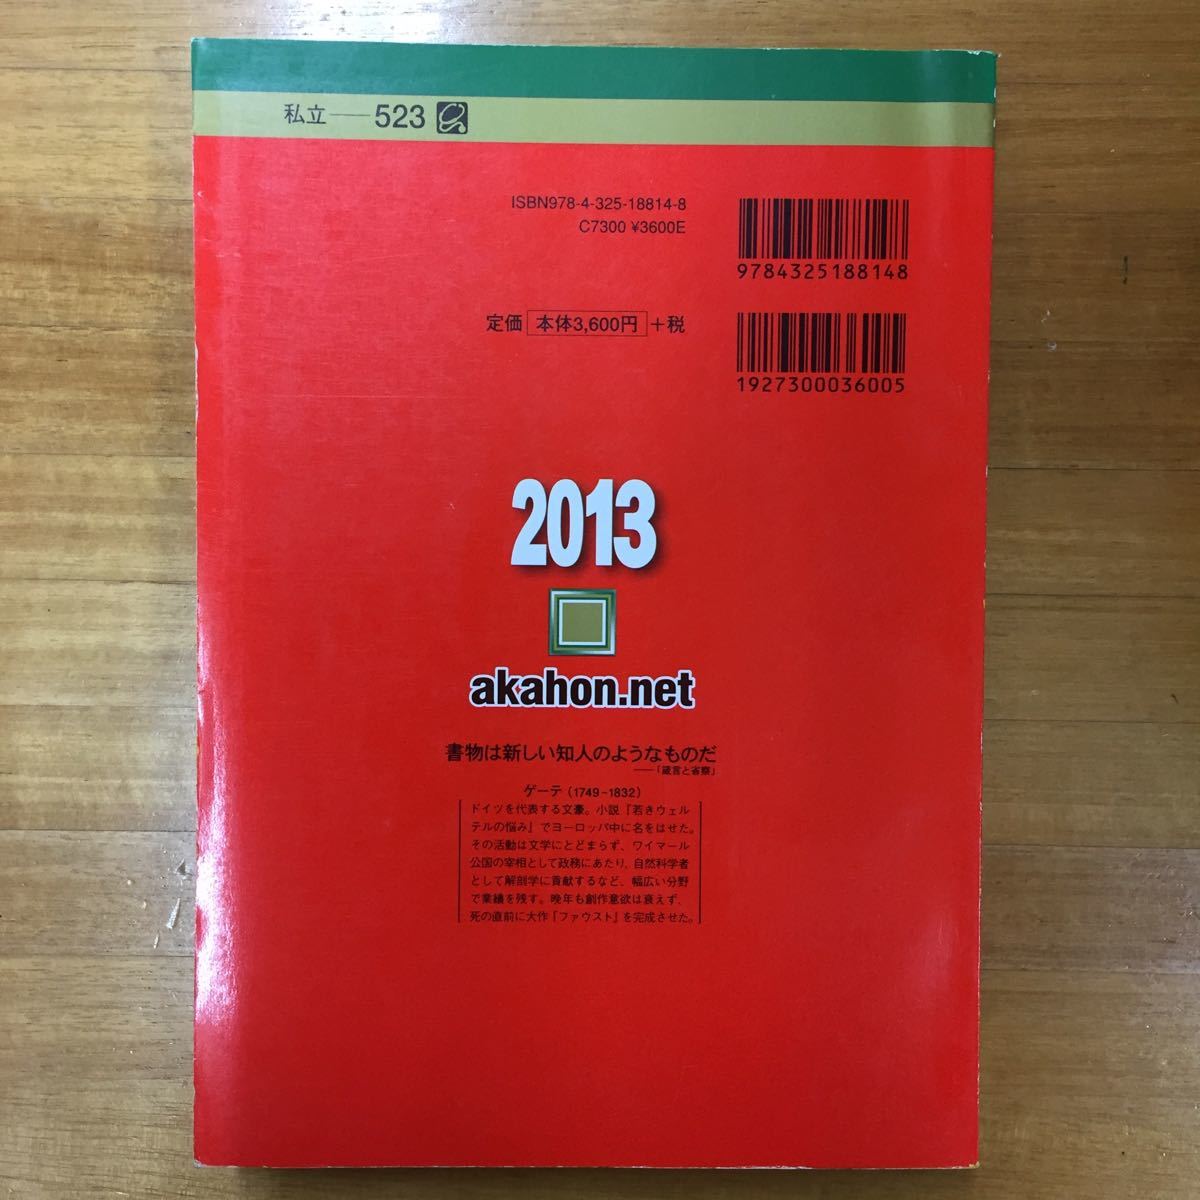 私立―523
ISBN978-4-325-18814-8
C7300 ¥3600E
9784325188148
定価 本体3,600円 +税
1927300036005
2013
akahon.net
書物は新しい知人のようなものだ
――「箴言と省察」
ゲーテ（1749-1832）
ドイツを代表する文豪。小説『若きウェル
テルの悩み』でヨーロッパ中に名をはせた。
その活動は文学にとどまらず、ワイマール
公国の宰相として政務にあたり、自然科学者
として解剖学に貢献するなど、幅広い分野
で業績を残す。晩年も創作意欲は衰えず、
死の直前に大作『ファウスト』を完成させた。